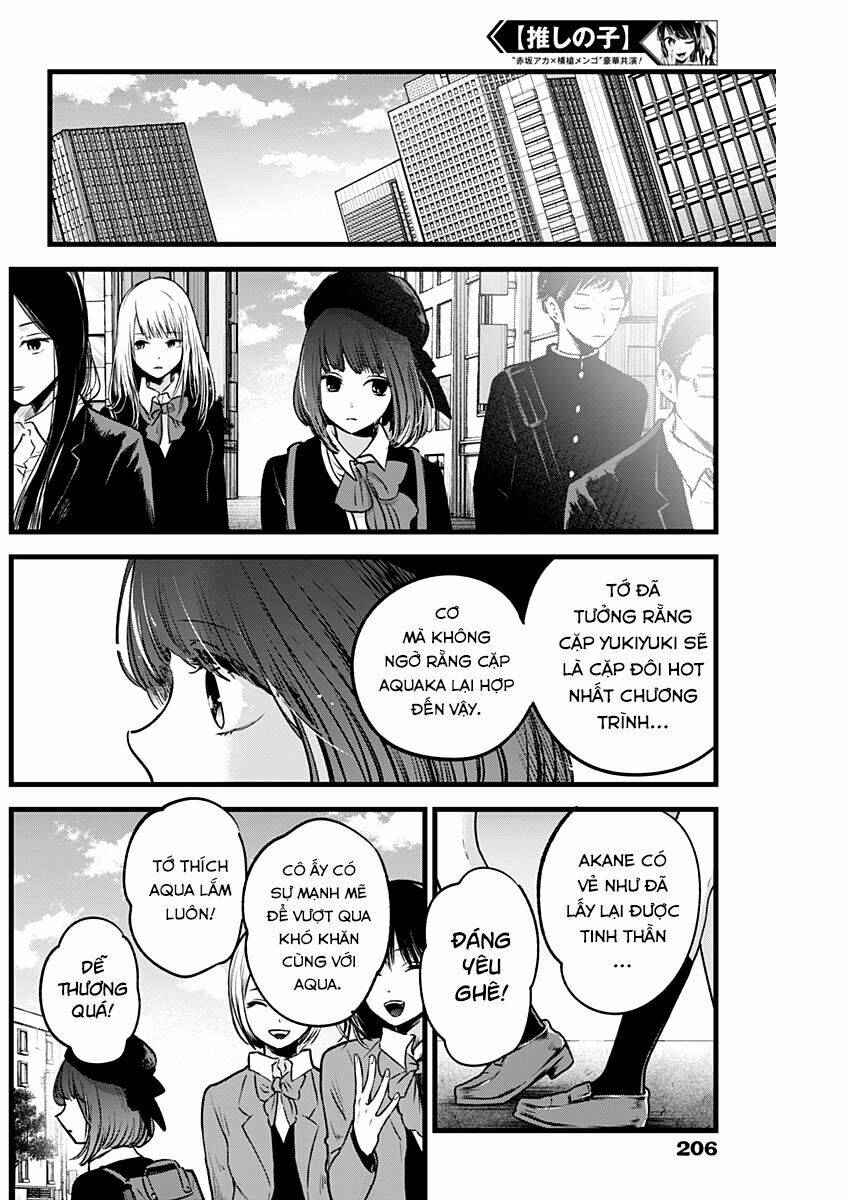 【推しの子】
"赤坂アカ×横槍メンゴ"豪華共演!
TỚ ĐÃ
TƯỞNG RẰNG
CẶP YUKIYUKI SẼ
LÀ CẶP ĐÔI HOT
NHẤT CHƯƠNG
TRÌNH...
CƠ
MÀ KHÔNG
NGỜ RẰNG CẶP
AQUAKA LẠI HỢP
ĐẾN VẬY.
AKANE CÓ
VẺ NHƯ ĐÃ
LẤY LẠI ĐƯỢC
TINH THẦN
...
ĐÁNG
YÊU
GHÊ!
CÔ ẤY CÓ
SỰ MẠNH MẼ
ĐỂ VƯỢT QUA
KHÓ KHĂN
CÙNG VỚI
AQUA.
TỚ THÍCH
AQUA LẮM
LUÔN!
DỄ
THƯƠNG
QUÁ!
206